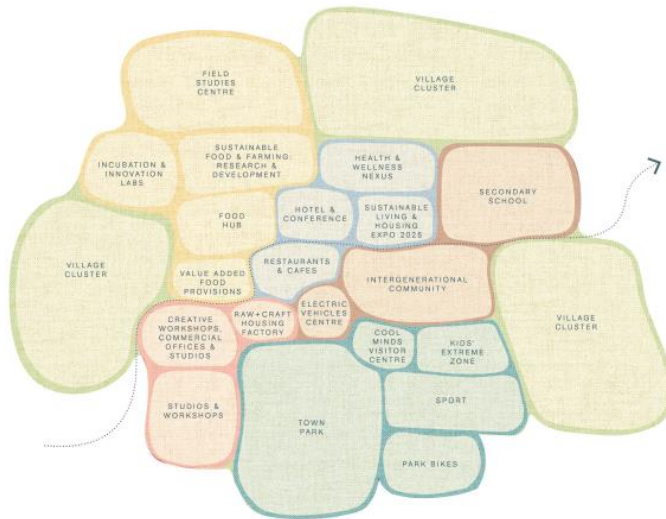 FIELD
STUDIES
CENTRE
VILLAGE
CLUSTER
INCUBATION &
INNOVATION
LABS
SUSTAINABLE
FOOD & FARMING:
RESEARCH &
DEVELOPMENT
HEALTH &
WELLNESS
NEXUS
SECONDARY
SCHOOL
FOOD
HUB
HOTEL &
CONFERENCE
SUSTAINABLE
LIVING &
HOUSING
EXPO 2025
VILLAGE
CLUSTER
VALUE ADDED
FOOD
PROVISIONS
RESTAURANTS
& CAFES
INTERGENERATIONAL
COMMUNITY
VILLAGE
CLUSTER
CREATIVE
WORKSHOPS,
COMMERCIAL
OFFICES &
STUDIOS
RAW+CRAFT
HOUSING
FACTORY
ELECTRIC
VEHICLES
CENTRE
COOL
MINDS
VISITOR
CENTRE
KIDS'
EXTREME
ZONE
STUDIOS &
WORKSHOPS
TOWN
PARK
SPORT
PARK BIKES